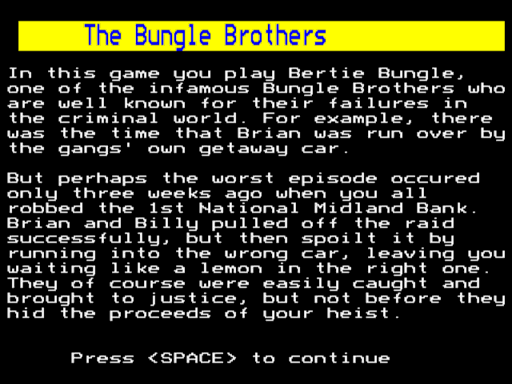 The Bungle Brothers
In this game you play Bertie Bungle,
one of the infamous Bungle Brothers who
are well known for their failures in
the criminal world. For example, there
was the time that Brian was run over by
the gangs' own getaway car.
But perhaps the worst episode occured
only three weeks ago when you all
robbed the 1st National Midland Bank.
Brian and Billy pulled off the raid
successfully, but then spoilt it by
running into the wrong car, leaving you
waiting like a lemon in the right one.
They of course were easily caught and
brought to justice, but not before they
hid the proceeds of your heist.
Press <SPACE> to continue